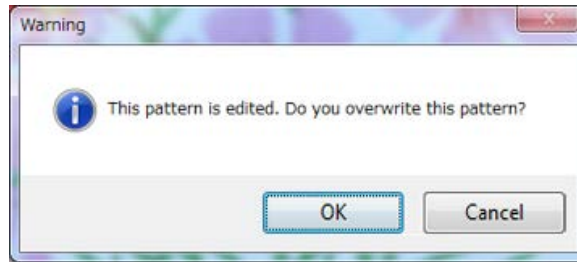 Warning
This pattern is edited. Do you overwrite this pattern?
OK
Cancel